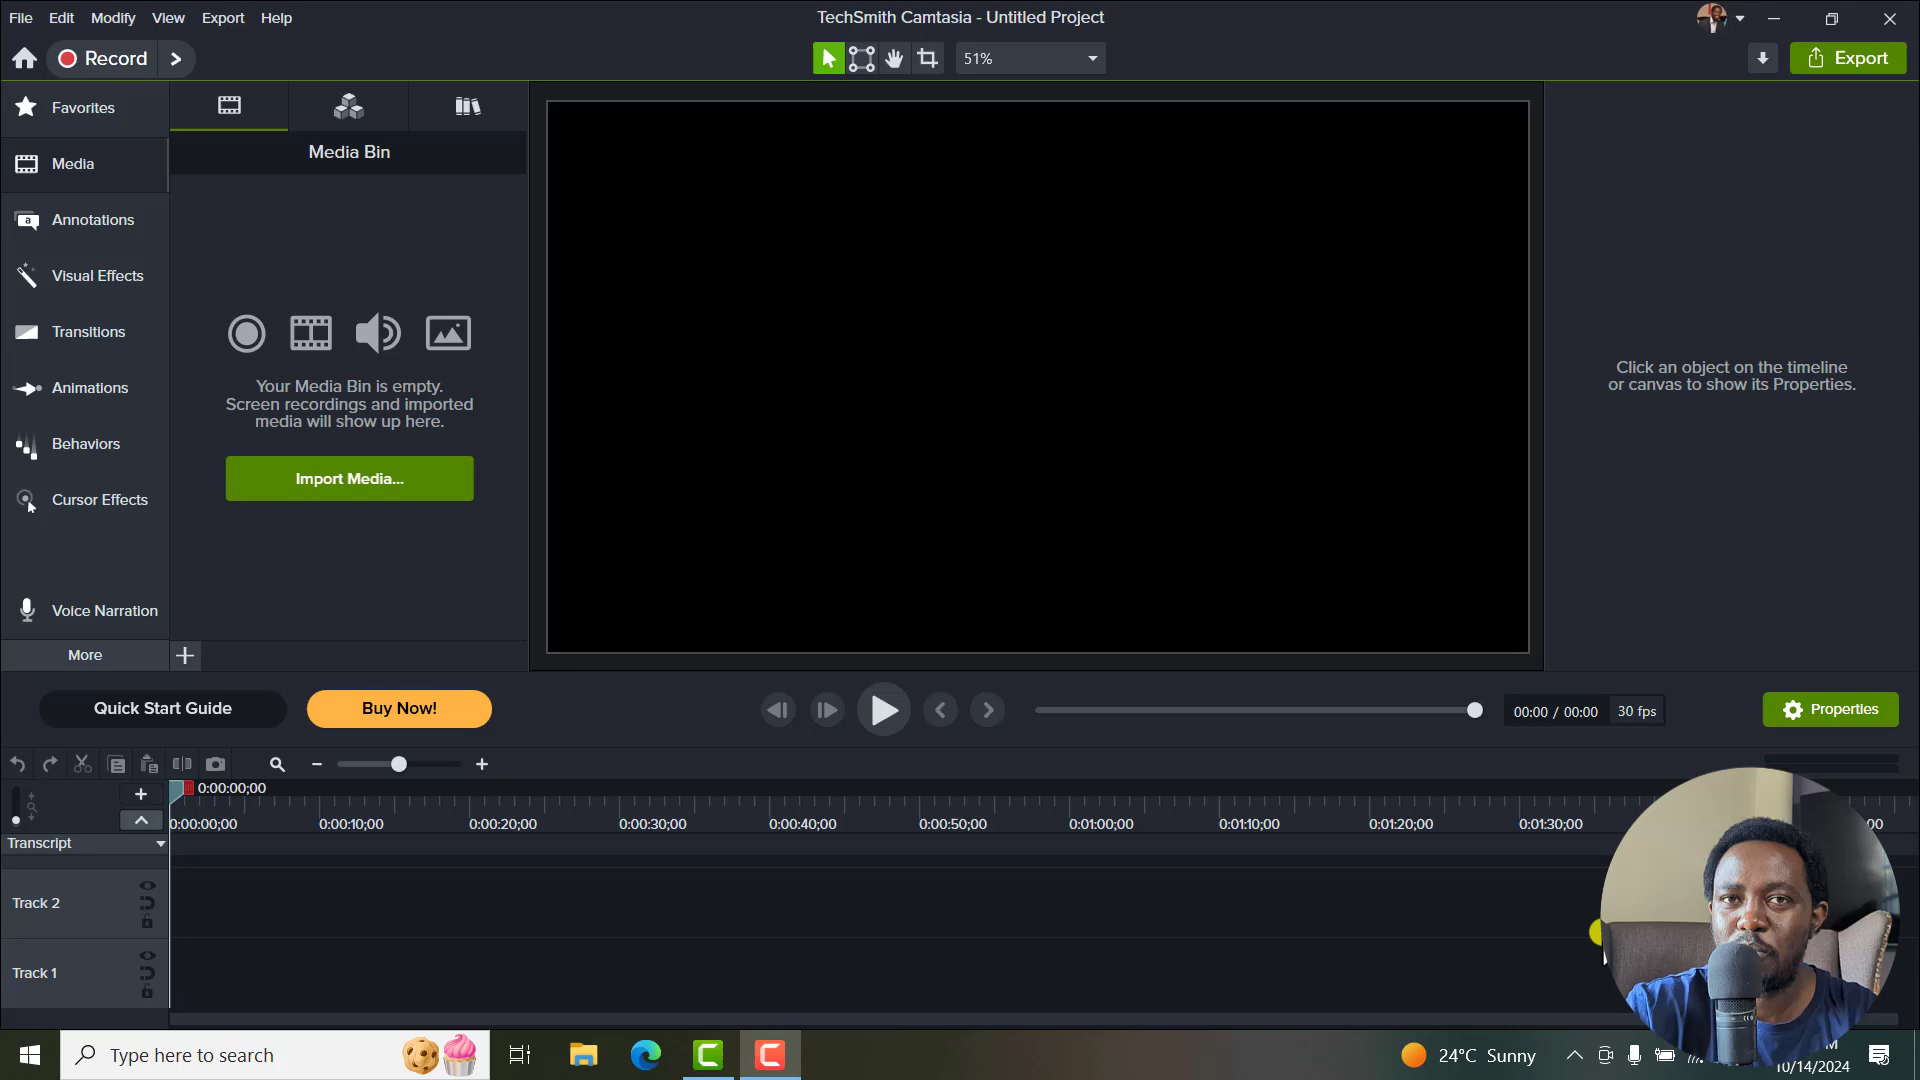 File Edit Modify View Export Help
TechSmith Camtasia - Untitled Project
Record
51%
Export
Favorites
Media
Annotations
Visual Effects
Transitions
Animations
Behaviors
Cursor Effects
Voice Narration
More
Media Bin
Your Media Bin is empty.
Screen recordings and imported
media will show up here.
Import Media...
Click an object on the timeline
or canvas to show its Properties.
Quick Start Guide
Buy Now!
00:00 / 00:00
30 fps
Properties
0:00:00;00
0:00:00;00 0:00:10;00 0:00:20;00 0:00:30;00 0:00:40;00 0:00:50;00 0:01:00;00 0:01:10;00 0:01:20;00 0:01:30;00
Transcript
Track 2
Track 1
Type here to search
24°C Sunny
10/14/2024